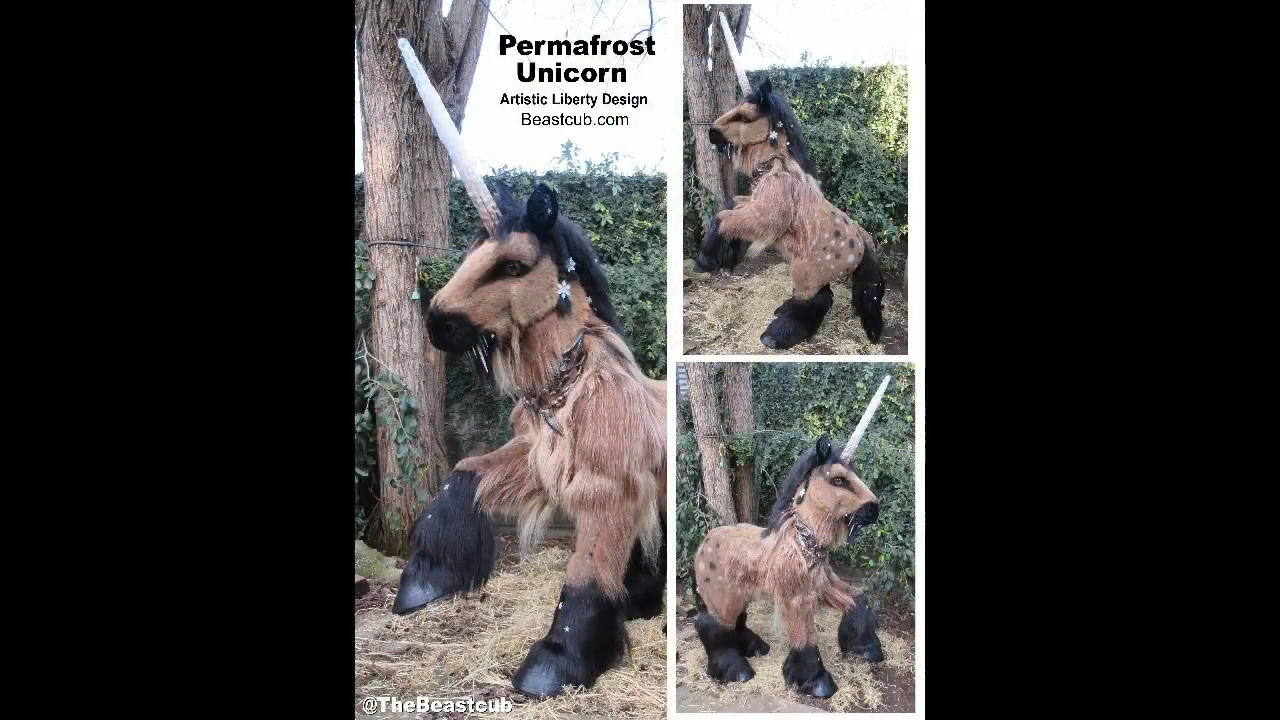 Permafrost
Unicorn
Artistic Liberty Design
Beastcub.com
@TheBeastcub